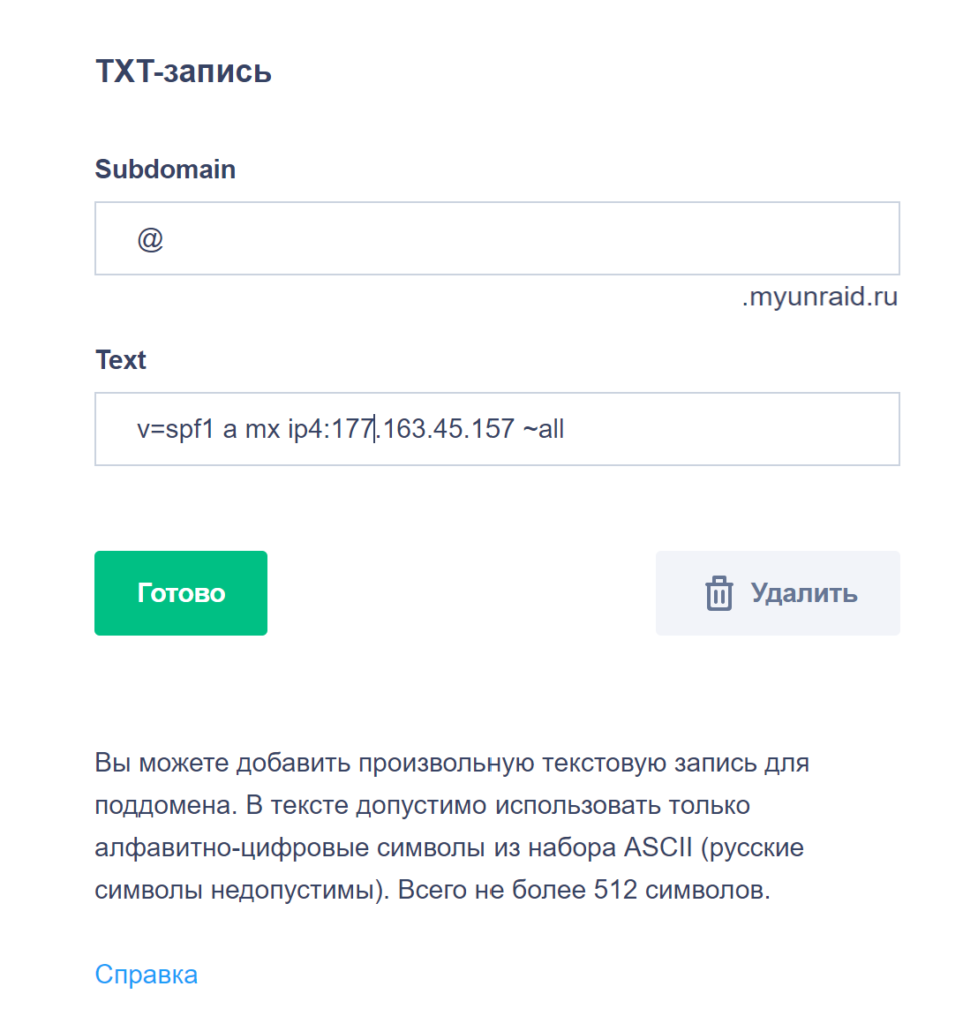 TXT-запись
Subdomain
@
.myunraid.ru
Text
v=spf1 a mx ip4:177.163.45.157 ~all
Готово
Удалить
Вы можете добавить произвольную текстовую запись для
поддомена. В тексте допустимо использовать только
алфавитно-цифровые символы из набора ASCII (русские
символы недопустимы). Всего не более 512 символов.
Справка